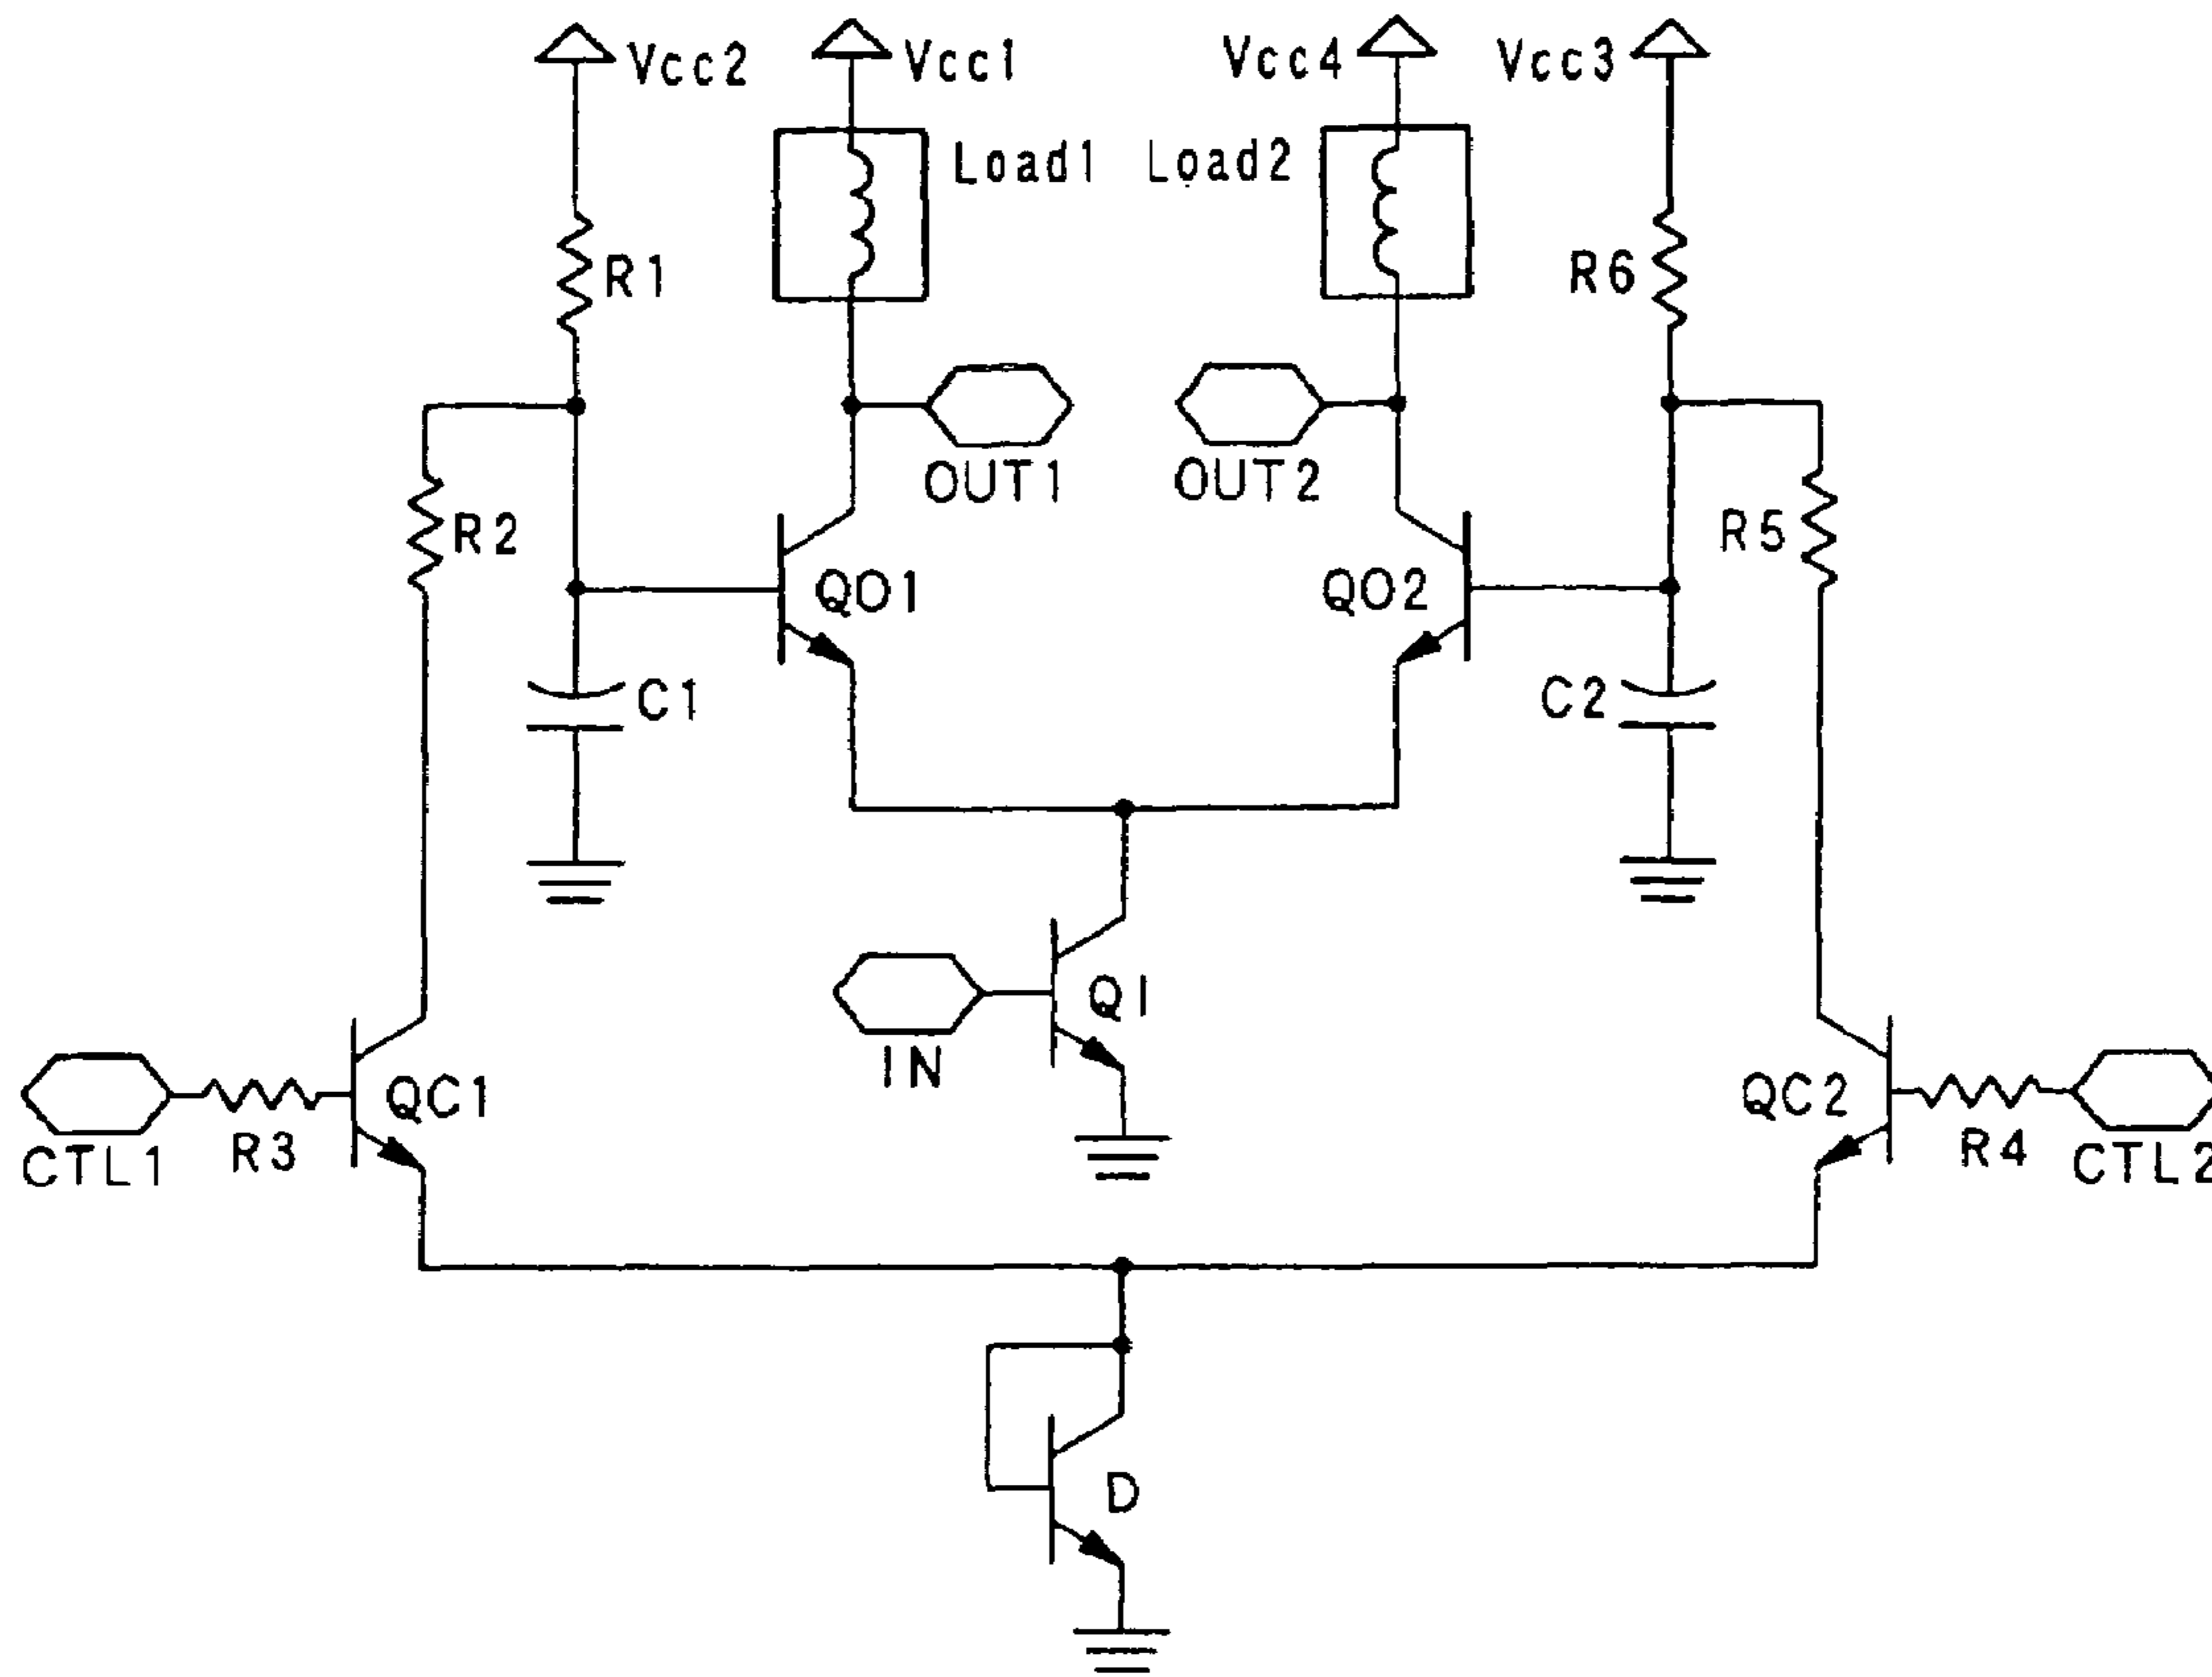 Vcc2
Vcc1
Vcc4
Vcc3
Load1
Load2
R1
R6
OUT1
OUT2
R2
R5
QO1
QO2
C1
C2
QI
IN
QC1
QC2
CTL1
R3
R4
CTL2
D